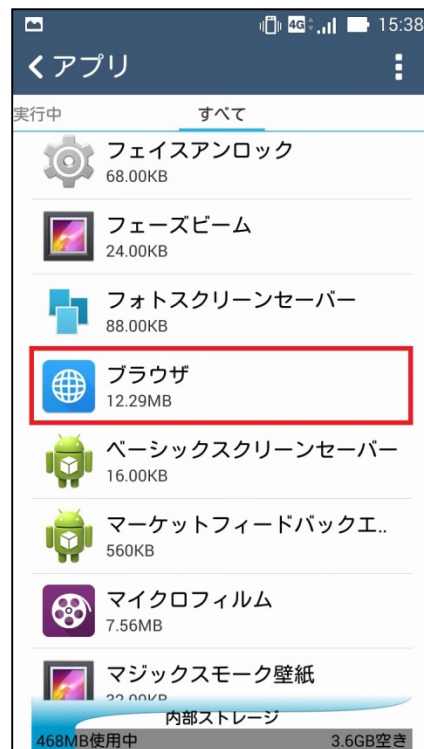 4G 15:38
アプリ
実行中 すべて
フェイスアンロック
68.00KB
フェーズビーム
24.00KB
フォトスクリーンセーバー
88.00KB
ブラウザ
12.29MB
ベーシックスクリーンセーバー
16.00KB
マーケットフィードバックエ..
560KB
マイクロフィルム
7.56MB
マジックスモーク壁紙
32.00KB
内部ストレージ
468MB使用中 3.6GB空き